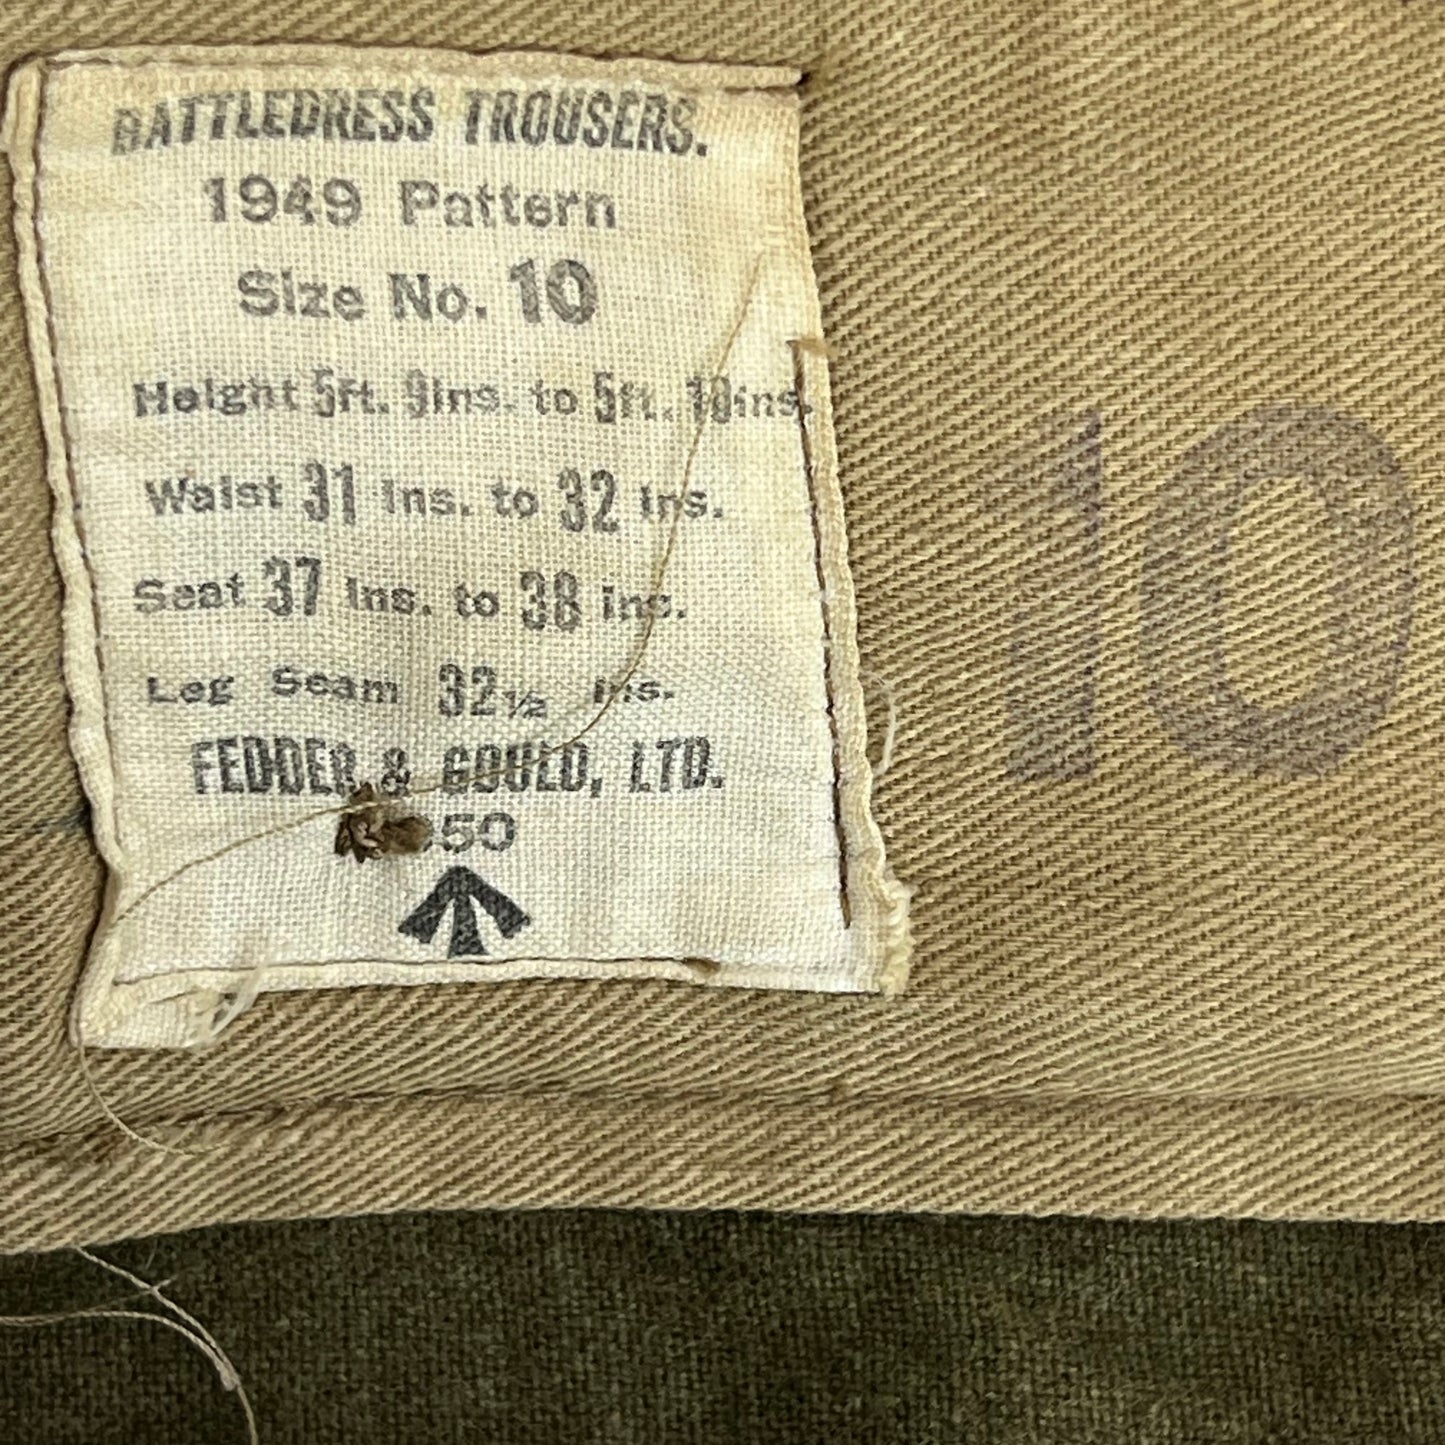 BATTLEDRESS TROUSERS.
1949 Pattern
Size No. 10
Height 5ft. 9ins. to 5ft. 10ins.
Waist 31 ins. to 32 ins.
Seat 37 ins. to 38 ins.
Leg Seam 32½ ins.
FEDDER & GOULD, LTD.
10